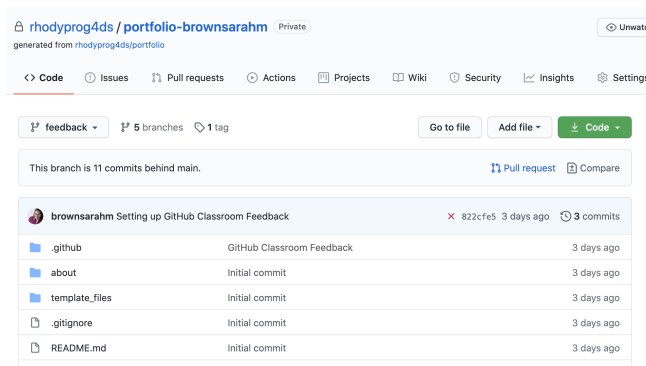 rhodyprog4ds / portfolio-brownsarahm Private
Unwatc
generated from rhodyprog4ds/portfolio
<> Code Issues Pull requests Actions Projects Wiki Security Insights Settings
feedback 5 branches 1 tag Go to file Add file Code
This branch is 11 commits behind main. Pull request Compare
brownsarahm Setting up GitHub Classroom Feedback 822cfe5 3 days ago 3 commits
.github GitHub Classroom Feedback 3 days ago
about Initial commit 3 days ago
template_files Initial commit 3 days ago
.gitignore Initial commit 3 days ago
README.md Initial commit 3 days ago